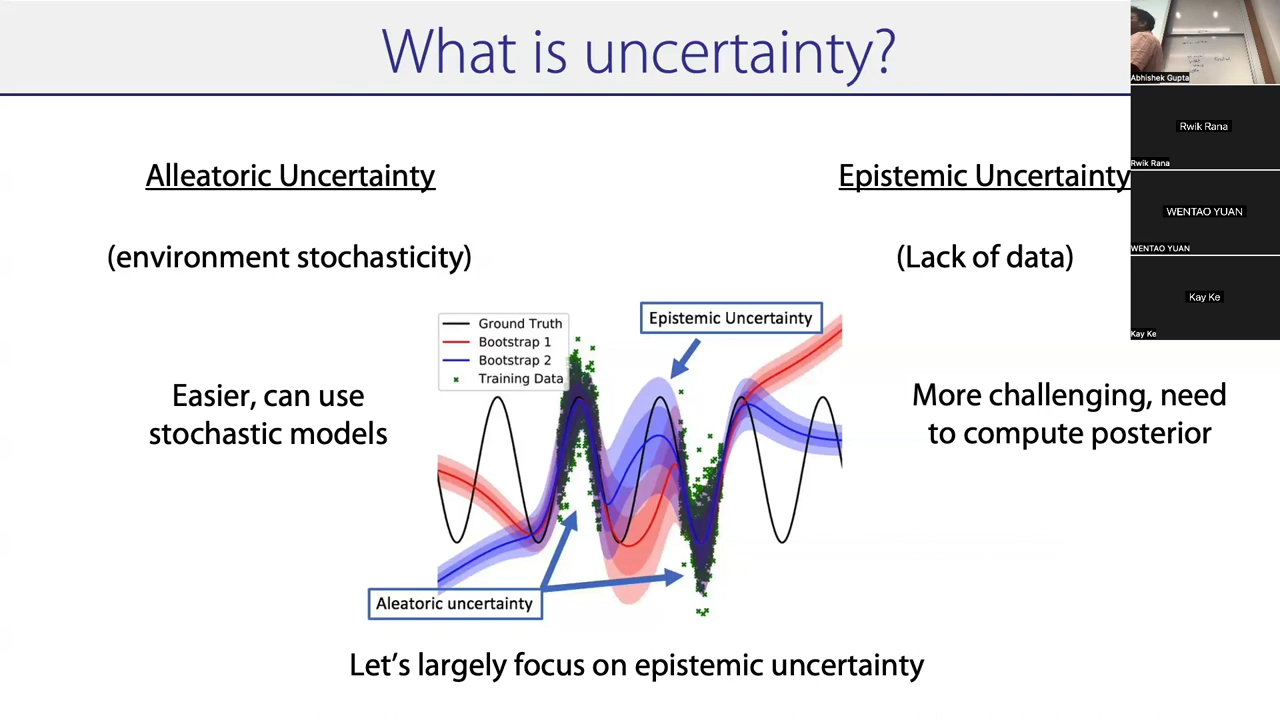 What is uncertainty?
Alleatoric Uncertainty
Epistemic Uncertainty
(environment stochasticity)
(Lack of data)
Easier, can use
stochastic models
More challenging, need
to compute posterior
Ground Truth
Bootstrap 1
Bootstrap 2
Training Data
Epistemic Uncertainty
Aleatoric uncertainty
Let's largely focus on epistemic uncertainty
Abhishek Gupta
Rwik Rana
Rwik Rana
WENTAO YUAN
WENTAO YUAN
Kay Ke
Kay Ke